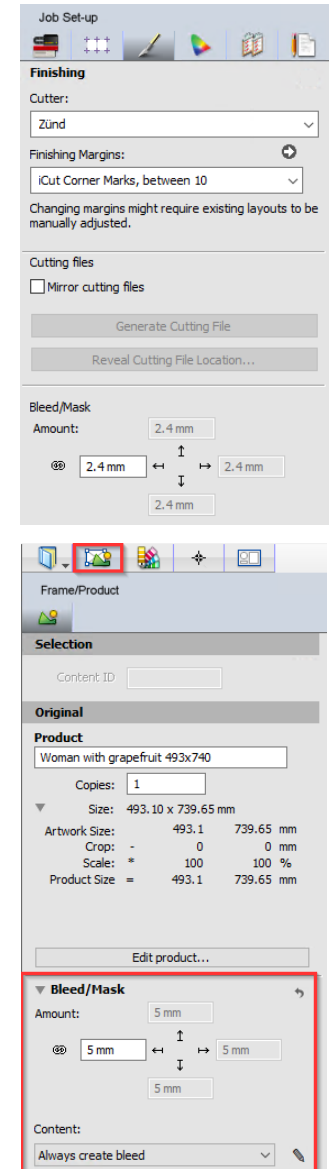 Job Set-up
Finishing
Cutter:
Zünd
Finishing Margins:
iCut Corner Marks, between 10
Changing margins might require existing layouts to be
manually adjusted.
Cutting files
Mirror cutting files
Generate Cutting File
Reveal Cutting File Location...
Bleed/Mask
Amount:
2.4 mm
2.4 mm
2.4 mm
2.4 mm
Frame/Product
Selection
Content ID
Original
Product
Woman with grapefruit 493x740
Copies: 1
Size: 493.10 x 739.65 mm
Artwork Size: 493.1 739.65 mm
Crop: - 0 0 mm
Scale: * 100 100 %
Product Size = 493.1 739.65 mm
Edit product...
Bleed/Mask
Amount:
5 mm
5 mm
5 mm
5 mm
Content:
Always create bleed